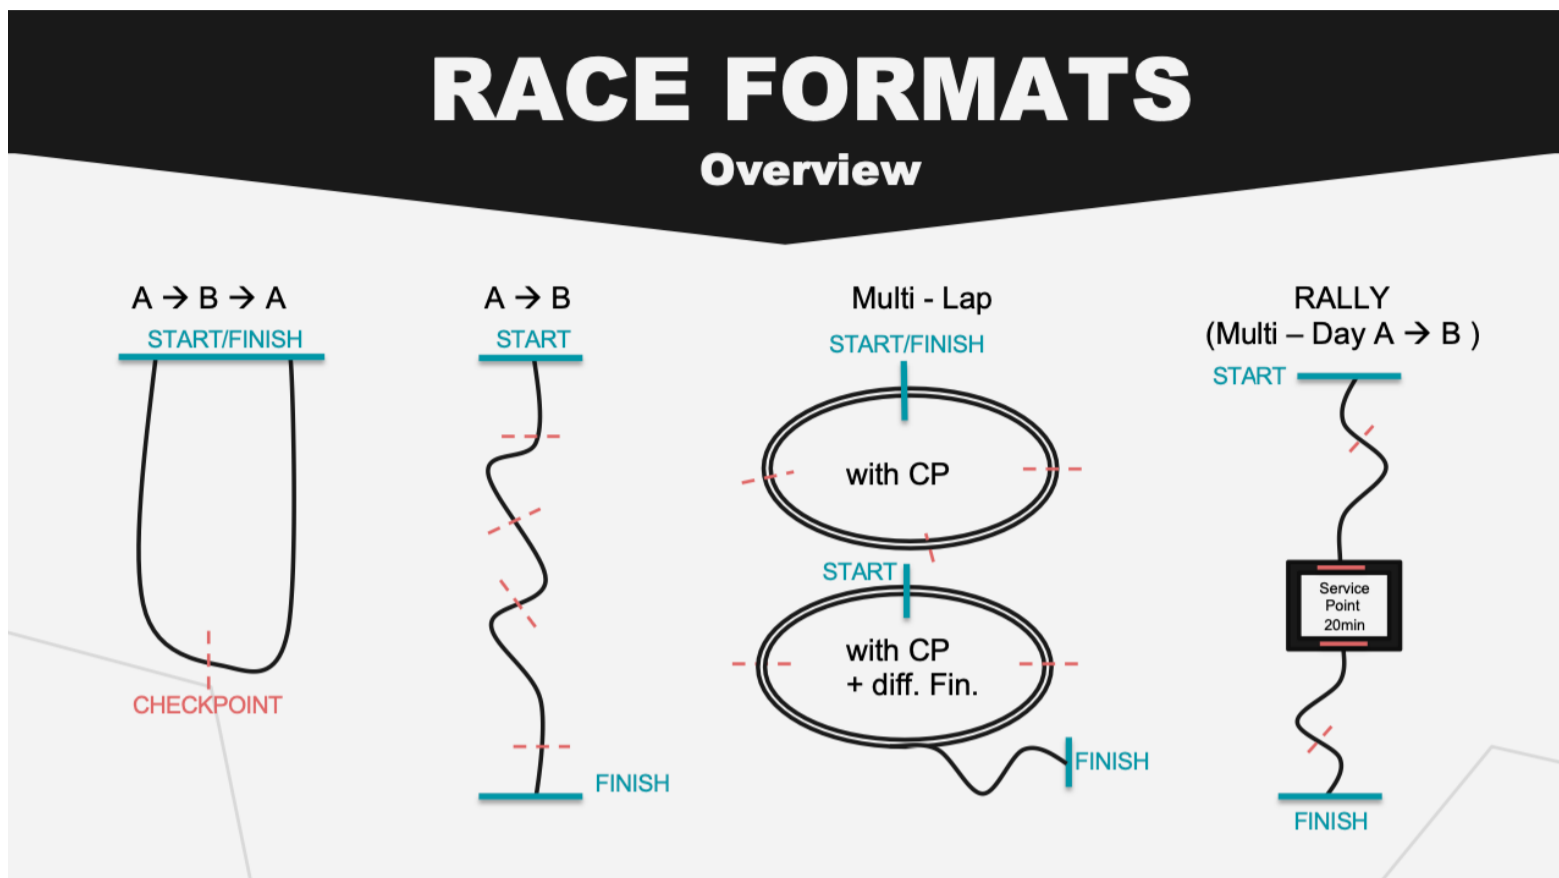 RACE FORMATS
Overview
A → B → A
START/FINISH
CHECKPOINT
A → B
START
FINISH
Multi - Lap
START/FINISH
with CP
START
with CP
+ diff. Fin.
FINISH
RALLY
(Multi – Day A → B )
START
Service
Point
20min
FINISH